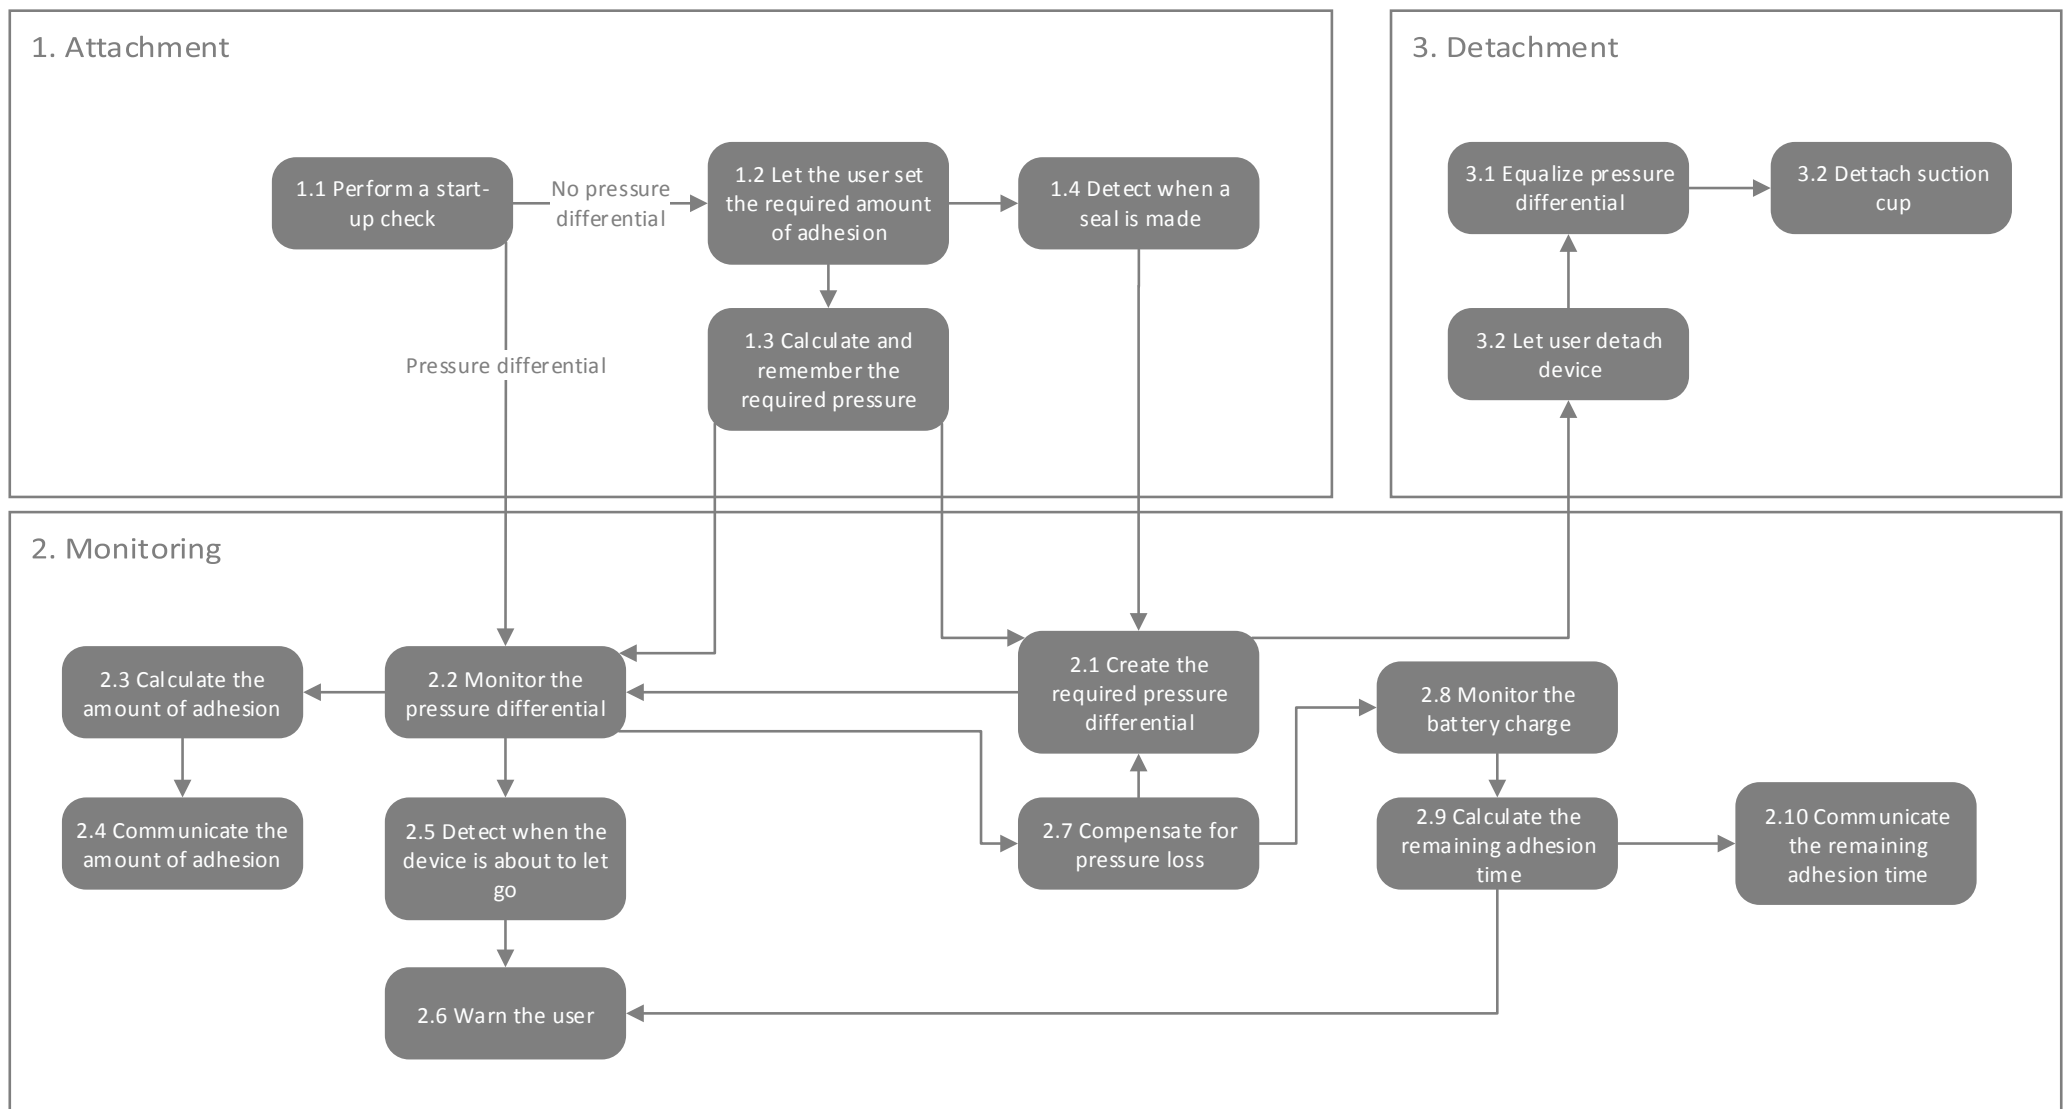 1. Attachment
1.1 Perform a start-
up check
No pressure
differential
1.2 Let the user set
the required amount
of adhesion
1.4 Detect when a
seal is made
Pressure differential
1.3 Calculate and
remember the
required pressure
3. Detachment
3.1 Equalize pressure
differential
3.2 Dettach suction
cup
3.2 Let user detach
device
2. Monitoring
2.3 Calculate the
amount of adhesion
2.2 Monitor the
pressure differential
2.1 Create the
required pressure
differential
2.8 Monitor the
battery charge
2.4 Communicate the
amount of adhesion
2.5 Detect when the
device is about to let
go
2.7 Compensate for
pressure loss
2.9 Calculate the
remaining adhesion
time
2.10 Communicate
the remaining
adhesion time
2.6 Warn the user